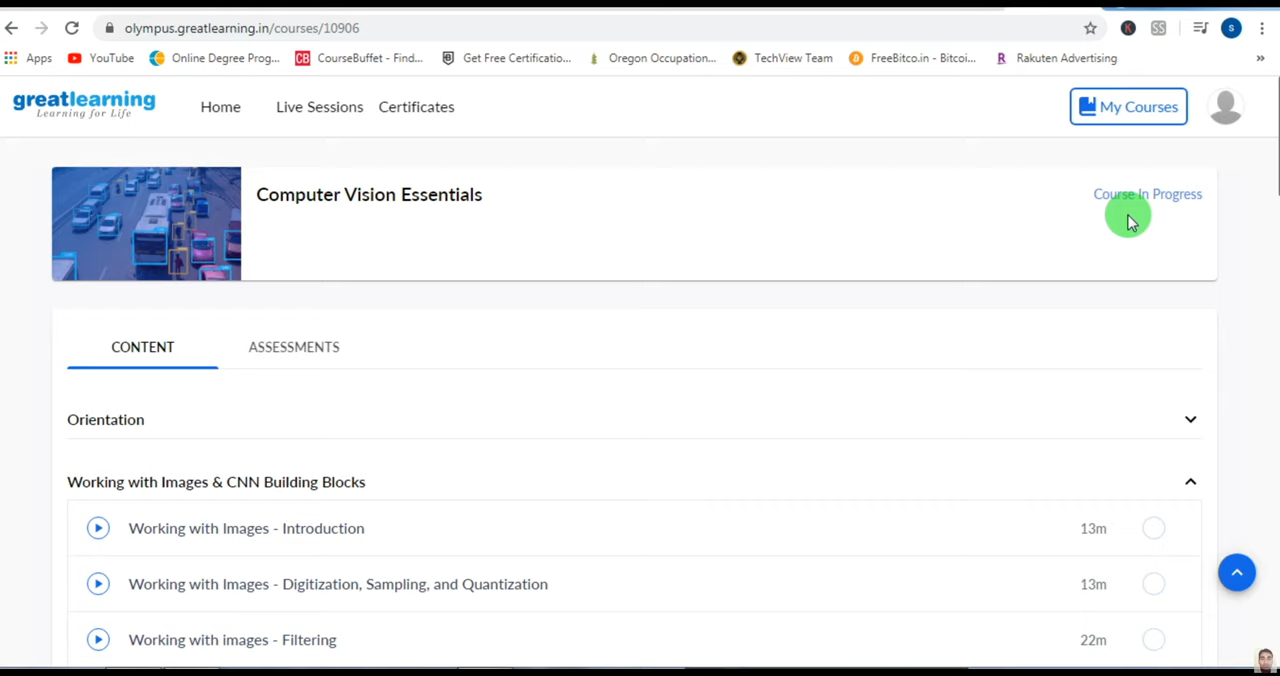 olympus.greatlearning.in/courses/10906
K SS S
Apps YouTube Online Degree Prog... CB CourseBuffet - Find... Get Free Certificatio... Oregon Occupation... TechView Team FreeBitco.in - Bitcoi... R Rakuten Advertising »
greatlearning
Learning for Life
Home Live Sessions Certificates My Courses
Computer Vision Essentials Course In Progress
CONTENT ASSESSMENTS
Orientation
Working with Images & CNN Building Blocks
Working with Images - Introduction 13m
Working with Images - Digitization, Sampling, and Quantization 13m
Working with images - Filtering 22m